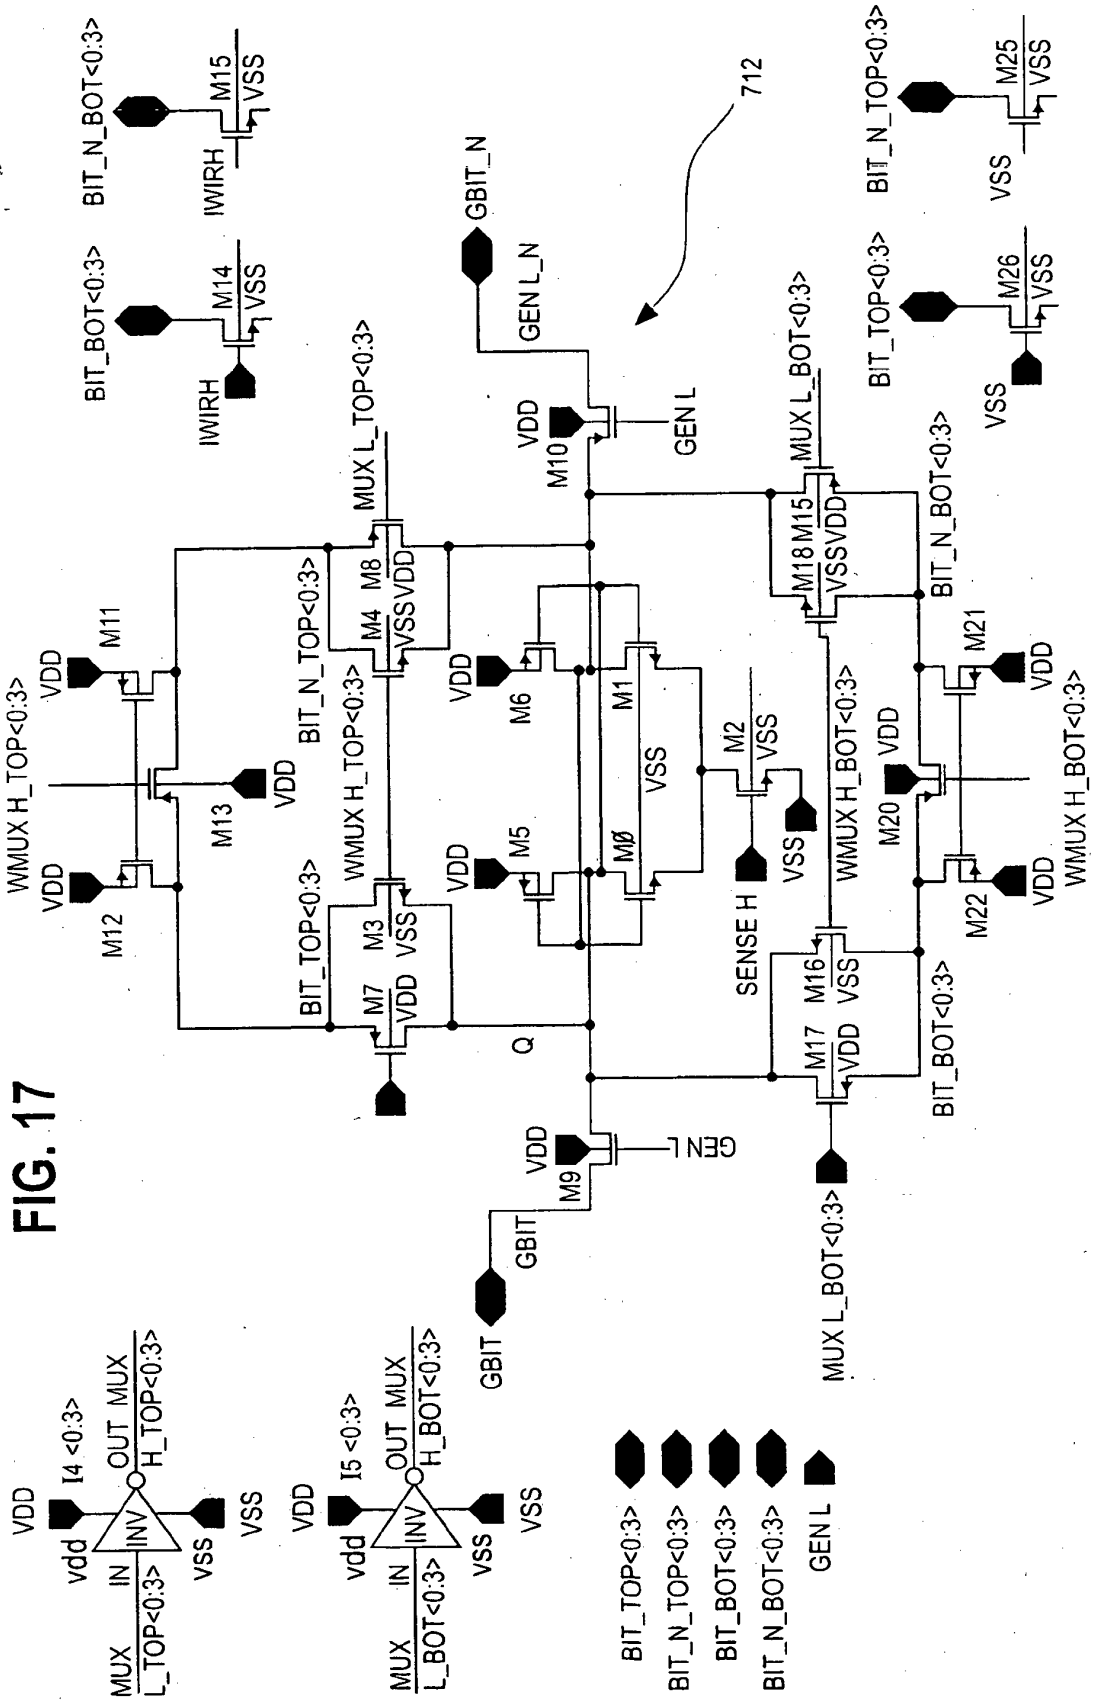 FIG. 17
VDD
I4 <0:3>
vdd
MUX
L_TOP<0:3>
IN
INV
OUT MUX
H_TOP<0:3>
VSS
VSS
VDD
I5 <0:3>
vdd
MUX
L_BOT<0:3>
IN
INV
OUT MUX
H_BOT<0:3>
VSS
VSS
BIT_TOP<0:3>
BIT_N_TOP<0:3>
BIT_BOT<0:3>
BIT_N_BOT<0:3>
GEN L
WMUX H_TOP<0:3>
VDD
M12
VDD
M11
M13
VDD
BIT_TOP<0:3>
M7
VDD
M3
VSS
WMUX H_TOP<0:3>
BIT_N_TOP<0:3>
M4
M8
VSSVDD
MUX L_TOP<0:3>
BIT_BOT<0:3>
M14
VSS
IWIRH
BIT_N_BOT<0:3>
M15
VSS
IWIRH
GBIT
GBIT
VDD
M9
GEN L
Q
VDD
M5
VDD
M6
MØ
VSS
M1
SENSE H
M2
VSS
VSS
VDD
M10
GEN L
GEN L_N
GBIT_N
712
MUX L_BOT<0:3>
M17
VDD
M16
VSS
WMUX H_BOT<0:3>
M18
M15
VSSVDD
MUX L_BOT<0:3>
BIT_BOT<0:3>
BIT_N_BOT<0:3>
M20
VDD
M22
VDD
M21
VDD
WMUX H_BOT<0:3>
BIT_TOP<0:3>
M26
VSS
VSS
BIT_N_TOP<0:3>
M25
VSS
VSS